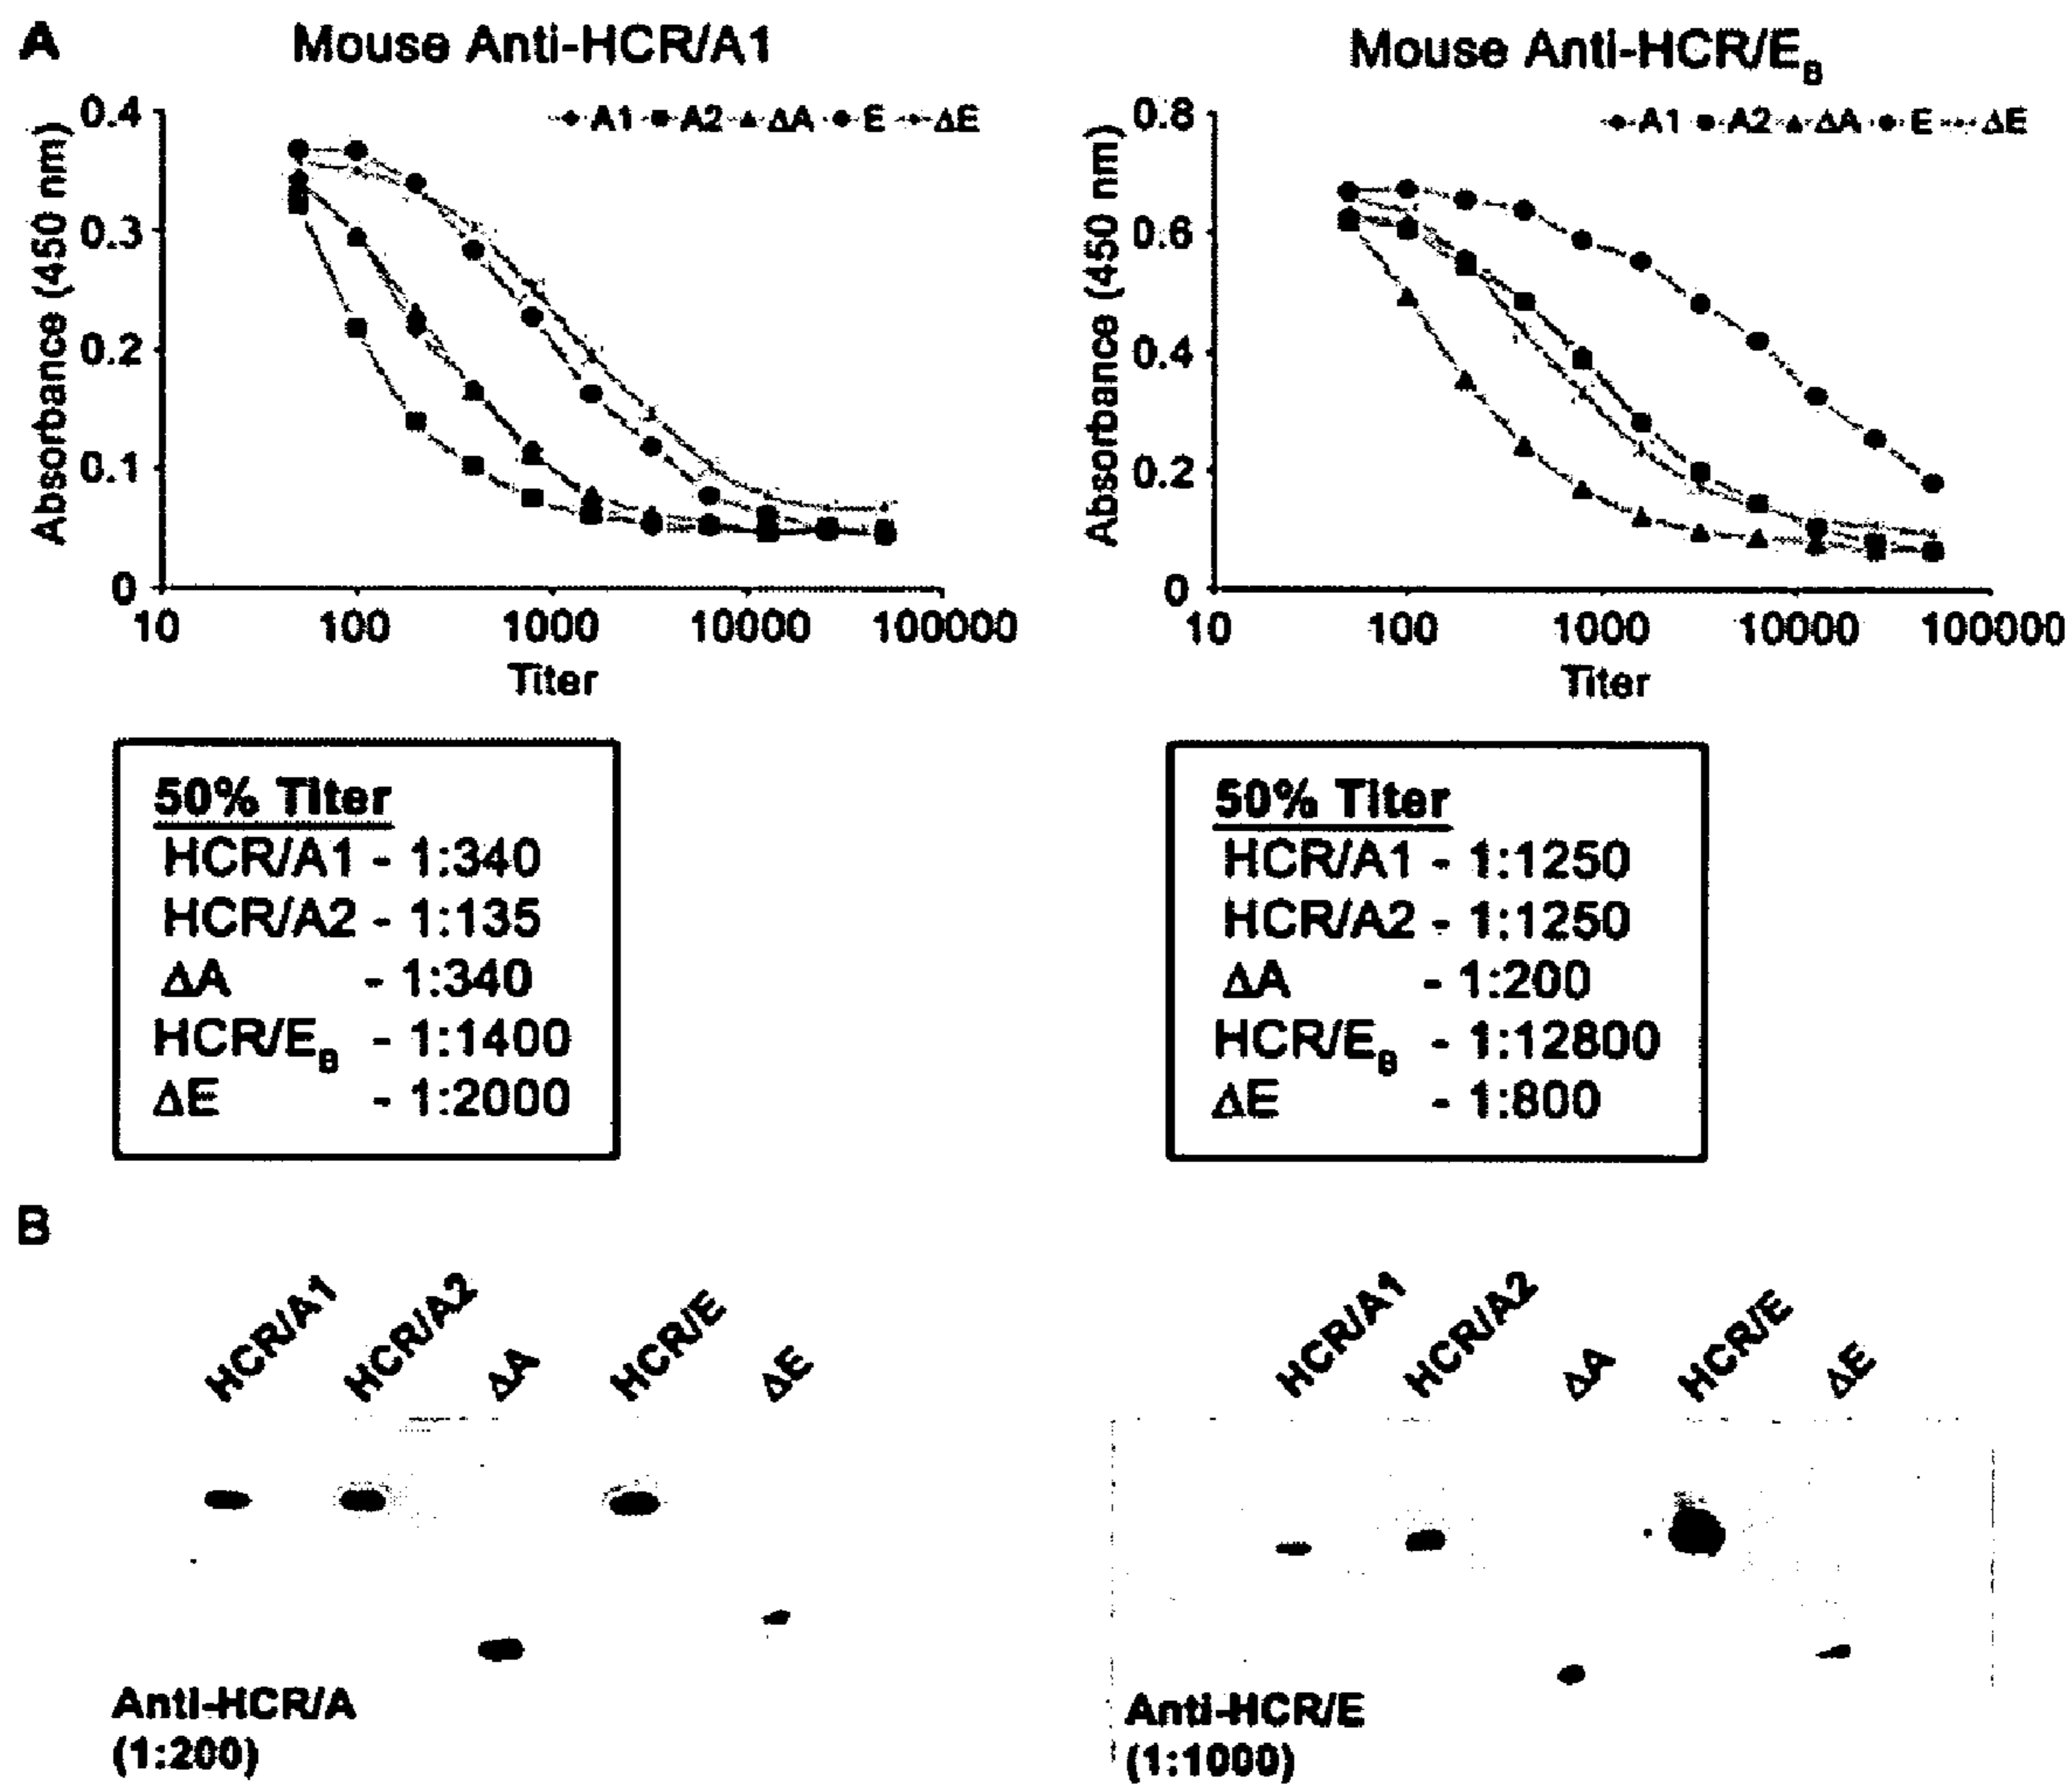 A
Mouse Anti-HCR/A1
A1 A2 ΔA E ΔE
Absorbance (450 nm)
0.4
0.3
0.2
0.1
0
10 100 1000 10000 100000
Titer
50% Titer
HCR/A1 - 1:340
HCR/A2 - 1:135
ΔA - 1:340
HCR/EB - 1:1400
ΔE - 1:2000
Mouse Anti-HCR/EB
A1 A2 ΔA E ΔE
Absorbance (450 nm)
0.8
0.6
0.4
0.2
0
10 100 1000 10000 100000
Titer
50% Titer
HCR/A1 - 1:1250
HCR/A2 - 1:1250
ΔA - 1:200
HCR/EB - 1:12800
ΔE - 1:800
B
HCR/A1 HCR/A2 ΔA HCR/E ΔE
Anti-HCR/A
(1:200)
HCR/A1 HCR/A2 ΔA HCR/E ΔE
Anti-HCR/E
(1:1000)